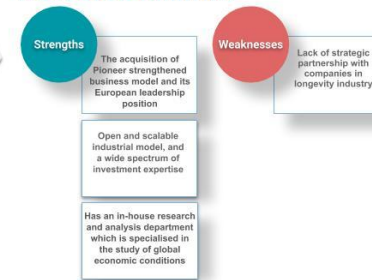 Strengths
The acquisition of
Pioneer strengthened
business model and its
European leadership
position
Open and scalable
industrial model, and
a wide spectrum of
investment expertise
Has an in-house research
and analysis department
which is specialised in
the study of global
economic conditions
Weaknesses
Lack of strategic
partnership with
companies in
longevity industry